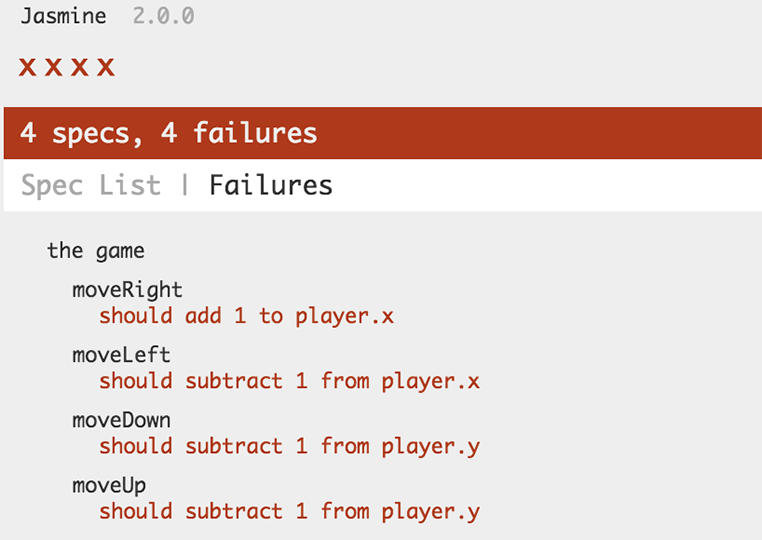 Jasmine 2.0.0
x x x x
4 specs, 4 failures
Spec List | Failures
the game
moveRight
should add 1 to player.x
moveLeft
should subtract 1 from player.x
moveDown
should subtract 1 from player.y
moveUp
should subtract 1 from player.y